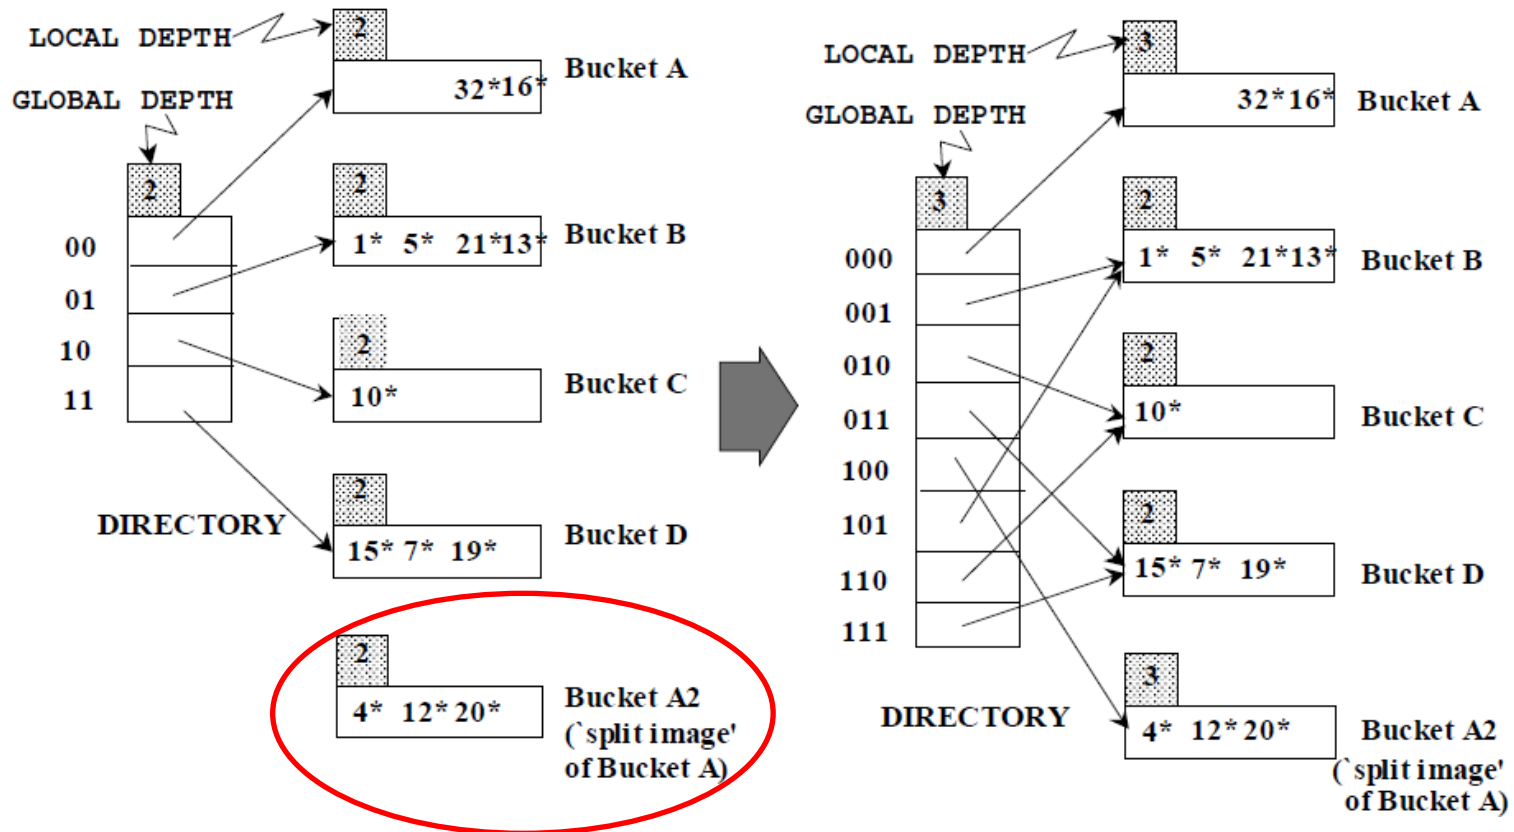 LOCAL DEPTH
2
Bucket A
32*16*
GLOBAL DEPTH
2
2
00
1* 5* 21*13*
Bucket B
01
10
2
Bucket C
11
10*
2
DIRECTORY
Bucket D
15* 7* 19*
2
4* 12*20*
Bucket A2
(`split image'
of Bucket A)
LOCAL DEPTH
3
32*16*
Bucket A
GLOBAL DEPTH
3
2
000
1* 5* 21*13*
Bucket B
001
2
010
10*
Bucket C
011
100
2
101
15* 7* 19*
Bucket D
110
111
3
DIRECTORY
4* 12*20*
Bucket A2
(`split image'
of Bucket A)